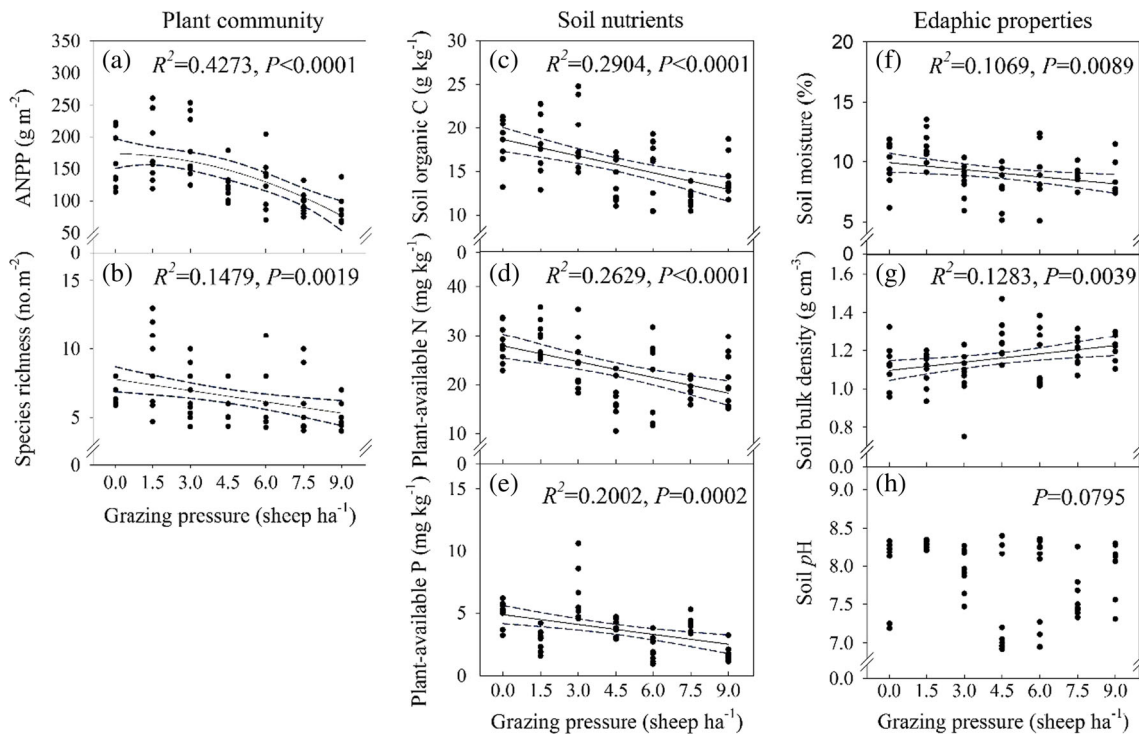 Plant community
Soil nutrients
Edaphic properties
(a)
R²=0.4273, P<0.0001
ANPP (g m⁻²)
350
300
250
200
150
100
50
0
(b)
R²=0.1479, P=0.0019
Species richness (no.m⁻²)
15
10
5
0
0.0 1.5 3.0 4.5 6.0 7.5 9.0
Grazing pressure (sheep ha⁻¹)
(c)
R²=0.2904, P<0.0001
Soil organic C (g kg⁻¹)
30
25
20
15
10
0
(d)
R²=0.2629, P<0.0001
Plant-available N (mg kg⁻¹)
40
30
20
10
0
(e)
R²=0.2002, P=0.0002
Plant-available P (mg kg⁻¹)
15
10
5
0
0.0 1.5 3.0 4.5 6.0 7.5 9.0
Grazing pressure (sheep ha⁻¹)
(f)
R²=0.1069, P=0.0089
Soil moisture (%)
20
15
10
5
0
(g)
R²=0.1283, P=0.0039
Soil bulk density (g cm⁻³)
1.6
1.4
1.2
1.0
0.8
0.0
(h)
P=0.0795
Soil pH
9.0
8.5
8.0
7.5
7.0
0.0
0.0 1.5 3.0 4.5 6.0 7.5 9.0
Grazing pressure (sheep ha⁻¹)